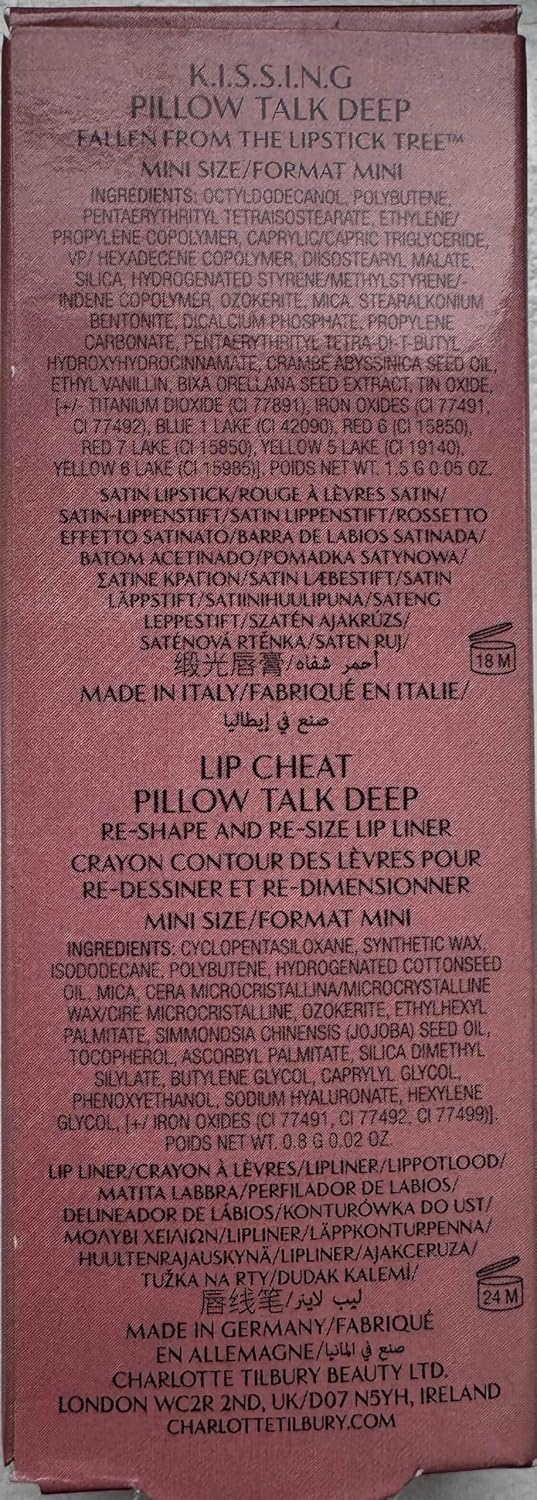 K.I.S.S.I.N.G
PILLOW TALK DEEP
FALLEN FROM THE LIPSTICK TREE™
MINI SIZE/FORMAT MINI
INGREDIENTS: OCTYLDODECANOL, POLYBUTENE,
PENTAERYTHRITYL TETRAISOSTEARATE, ETHYLENE/
PROPYLENE COPOLYMER, CAPRYLIC/CAPRIC TRIGLYCERIDE,
VP/ HEXADECENE COPOLYMER, DIISOSTEARYL MALATE,
SILICA, HYDROGENATED STYRENE/METHYLSTYRENE/-
INDENE COPOLYMER, OZOKERITE, MICA, STEARALKONIUM
BENTONITE, DICALCIUM PHOSPHATE, PROPYLENE
CARBONATE, PENTAERYTHRITYL TETRA-DI-T-BUTYL
HYDROXYHYDROCINNAMATE, CRAMBE ABYSSINICA SEED OIL,
ETHYL VANILLIN, BIXA ORELLANA SEED EXTRACT, TIN OXIDE,
[+/- TITANIUM DIOXIDE (CI 77891), IRON OXIDES (CI 77491,
CI 77492), BLUE 1 LAKE (CI 42090), RED 6 (CI 15850),
RED 7 LAKE (CI 15850), YELLOW 5 LAKE (CI 19140),
YELLOW 6 LAKE (CI 15985)]. POIDS NET WT. 1.5 G 0.05 OZ.
SATIN LIPSTICK/ROUGE À LÈVRES SATIN/
SATIN-LIPPENSTIFT/SATIN LIPPENSTIFT/ROSSETTO
EFFETTO SATINATO/BARRA DE LABIOS SATINADA/
BATOM ACETINADO/POMADKA SATYNOWA/
ΣΑΤΙΝΕ ΚΡΑΓΙΟΝ/SATIN LÆBESTIFT/SATIN
LÄPPSTIFT/SATIINIHUULIPUNA/SATENG
LEPPESTIFT/SZATÉN AJAKRÚZS/
SATÉNOVÁ RTĚNKA/SATEN RUJ/
缎光唇膏/أحمر شفاه
18 M
MADE IN ITALY/FABRIQUÉ EN ITALIE/
صنع في إيطاليا
LIP CHEAT
PILLOW TALK DEEP
RE-SHAPE AND RE-SIZE LIP LINER
CRAYON CONTOUR DES LÈVRES POUR
RE-DESSINER ET RE-DIMENSIONNER
MINI SIZE/FORMAT MINI
INGREDIENTS: CYCLOPENTASILOXANE, SYNTHETIC WAX,
ISODODECANE, POLYBUTENE, HYDROGENATED COTTONSEED
OIL, MICA, CERA MICROCRISTALLINA/MICROCRYSTALLINE
WAX/CIRE MICROCRISTALLINE, OZOKERITE, ETHYLHEXYL
PALMITATE, SIMMONDSIA CHINENSIS (JOJOBA) SEED OIL,
TOCOPHEROL, ASCORBYL PALMITATE, SILICA DIMETHYL
SILYLATE, BUTYLENE GLYCOL, CAPRYLYL GLYCOL,
PHENOXYETHANOL, SODIUM HYALURONATE, HEXYLENE
GLYCOL, [+/ IRON OXIDES (CI 77491, CI 77492, CI 77499)].
POIDS NET WT. 0.8 G 0.02 OZ.
LIP LINER/CRAYON À LÈVRES/LIPLINER/LIPPOTLOOD/
MATITA LABBRA/PERFILADOR DE LABIOS/
DELINEADOR DE LÁBIOS/KONTURÓWKA DO UST/
ΜΟΛΥΒΙ ΧΕΙΛΙΩΝ/LIPLINER/LÄPPKONTURPENNA/
HUULTENRAJAUSKYNÄ/LIPLINER/AJAKCERUZA/
TUŽKA NA RTY/DUDAK KALEMİ/
唇线笔/ليب لاينر
24 M
MADE IN GERMANY/FABRIQUÉ
EN ALLEMAGNE/صنع في المانيا
CHARLOTTE TILBURY BEAUTY LTD.
LONDON WC2R 2ND, UK/D07 N5YH, IRELAND
CHARLOTTETILBURY.COM